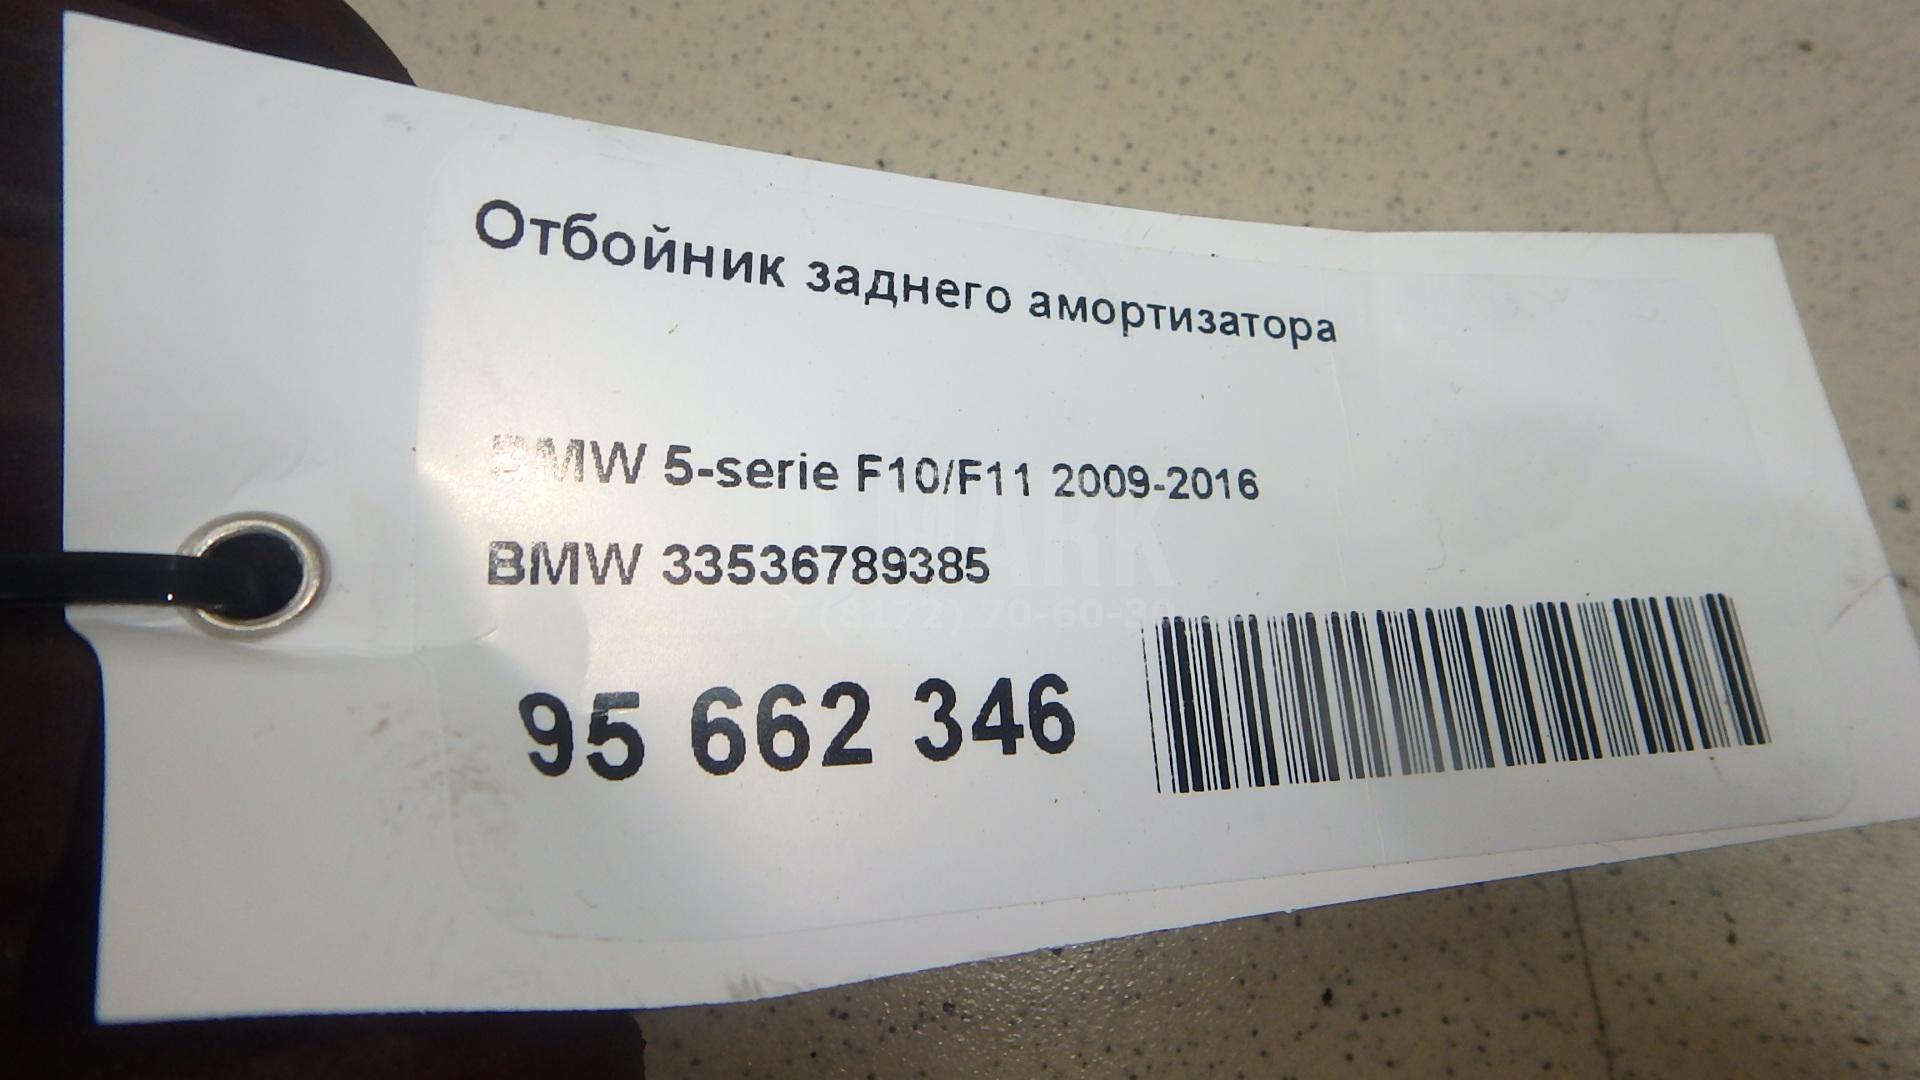 Отбойник заднего амортизатора
BMW 5-serie F10/F11 2009-2016
BMW 33536789385
95 662 346